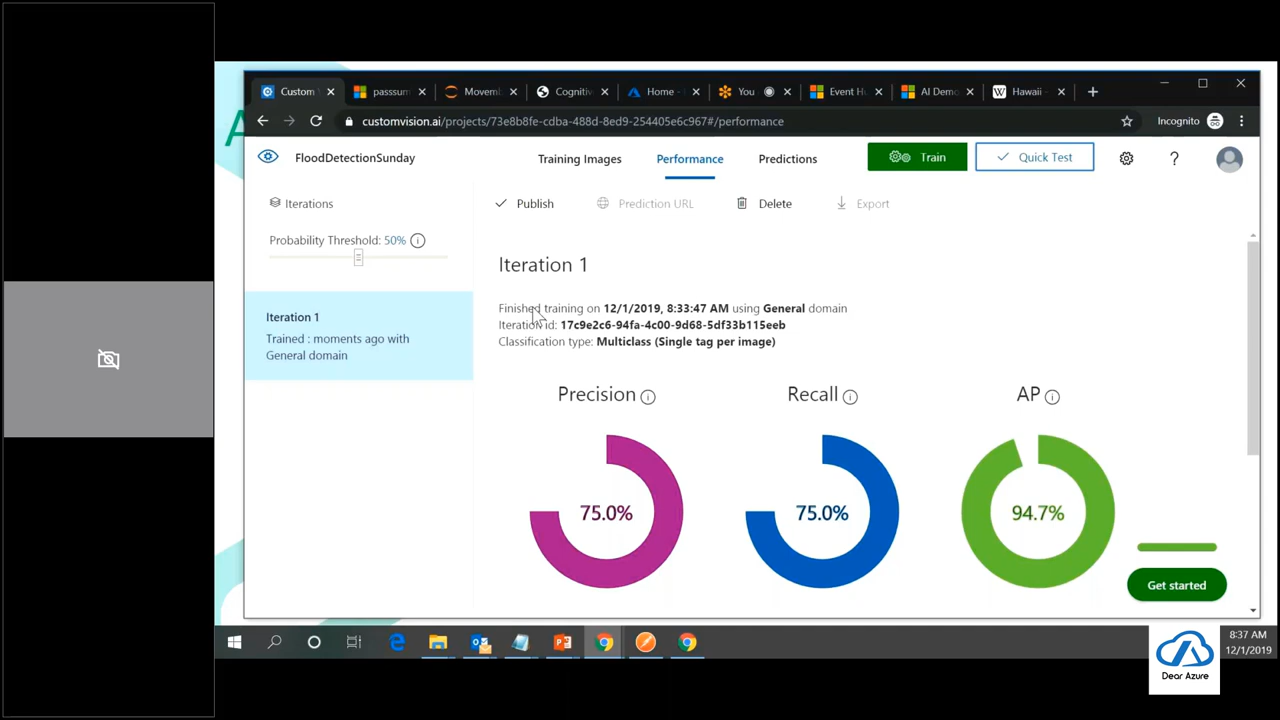 Custom
passsum
Movemb
Cognitiv
Home -
You
Event H
AI Demo
Hawaii -
customvision.ai/projects/73e8b8fe-cdba-488d-8ed9-254405e6c967#/performance
Incognito
FloodDetectionSunday
Training Images
Performance
Predictions
Train
Quick Test
?
Iterations
Publish
Prediction URL
Delete
Export
Probability Threshold: 50%
Iteration 1
Finished training on 12/1/2019, 8:33:47 AM using General domain
Iteration id: 17c9e2c6-94fa-4c00-9d68-5df33b115eeb
Classification type: Multiclass (Single tag per image)
Iteration 1
Trained : moments ago with
General domain
Precision
Recall
AP
75.0%
75.0%
94.7%
Get started
8:37 AM
12/1/2019
Dear Azure